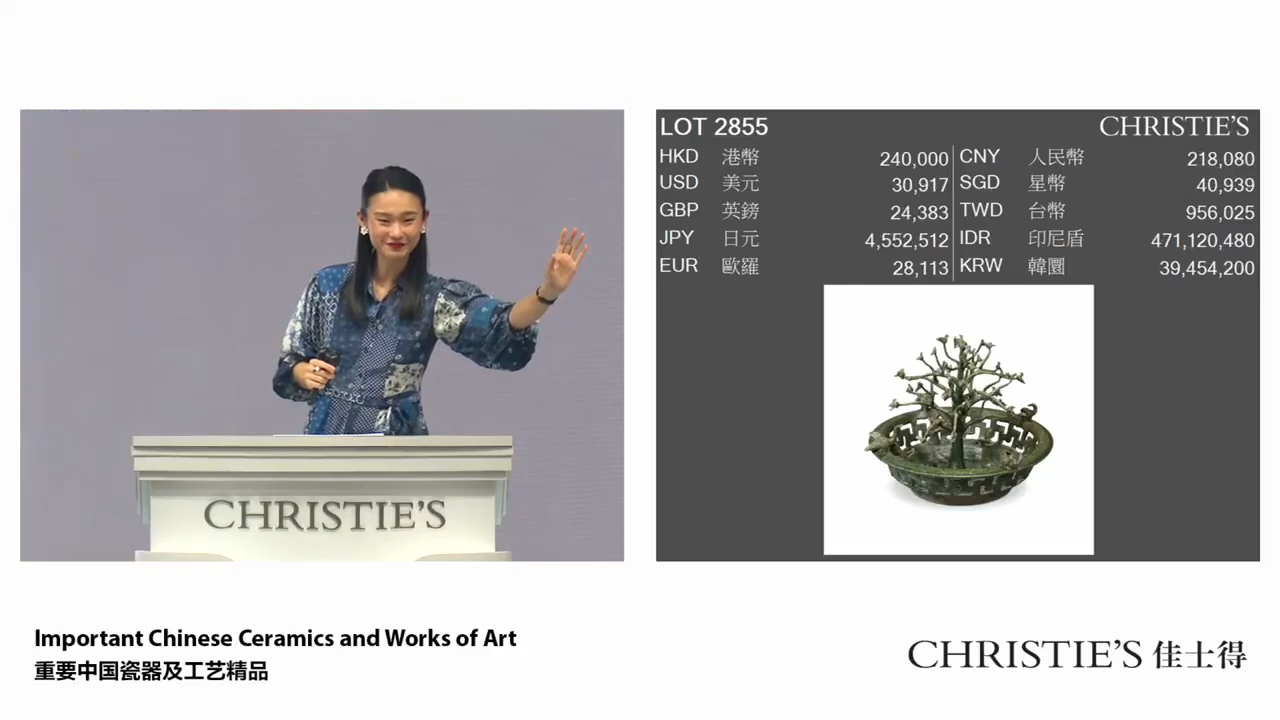 LOT 2855
CHRISTIE'S
HKD 港幣 240,000 CNY 人民幣 218,080
USD 美元 30,917 SGD 星幣 40,939
GBP 英鎊 24,383 TWD 台幣 956,025
JPY 日元 4,552,512 IDR 印尼盾 471,120,480
EUR 歐羅 28,113 KRW 韓圜 39,454,200
CHRISTIE'S
Important Chinese Ceramics and Works of Art
重要中国瓷器及工艺精品
CHRISTIE'S 佳士得